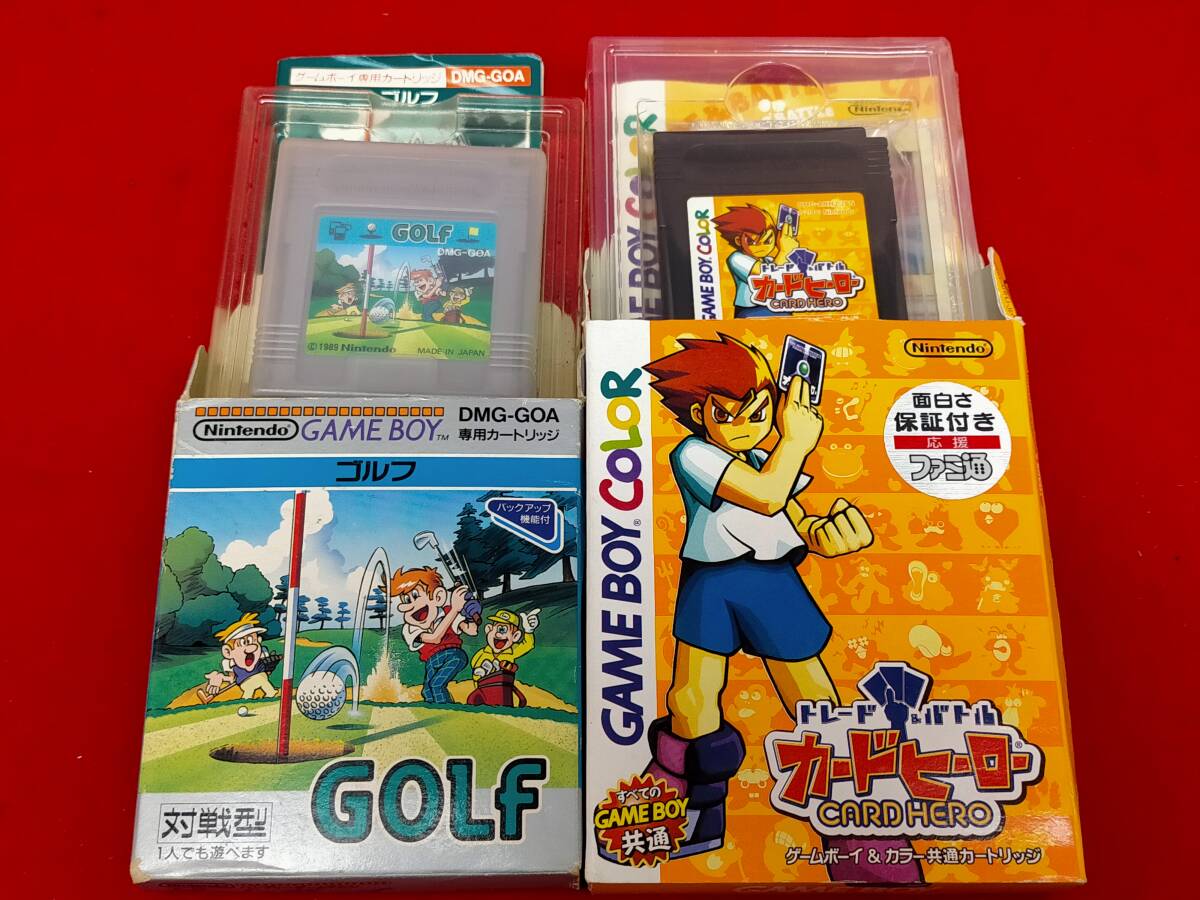 ゲームボーイ専用カートリッジ DMG-GOA
ゴルフ
GOLF
DMG-GOA
©1989 Nintendo MADE IN JAPAN
DMG-GOA
専用カートリッジ
Nintendo GAME BOY™
ゴルフ
バックアップ
機能付
GOLF
対戦型
1人でも遊べます
Nintendo
GAME BOY COLOR
GAME BOY COLOR
トレード&バトル
カードヒーロー
CARD HERO
GAME BOY® COLOR
Nintendo®
面白さ
保証付き
応援
ファミ通
トレード&バトル
カードヒーロー®
CARD HERO
すべての
GAME BOY
共通
ゲームボーイ & カラー共通カートリッジ